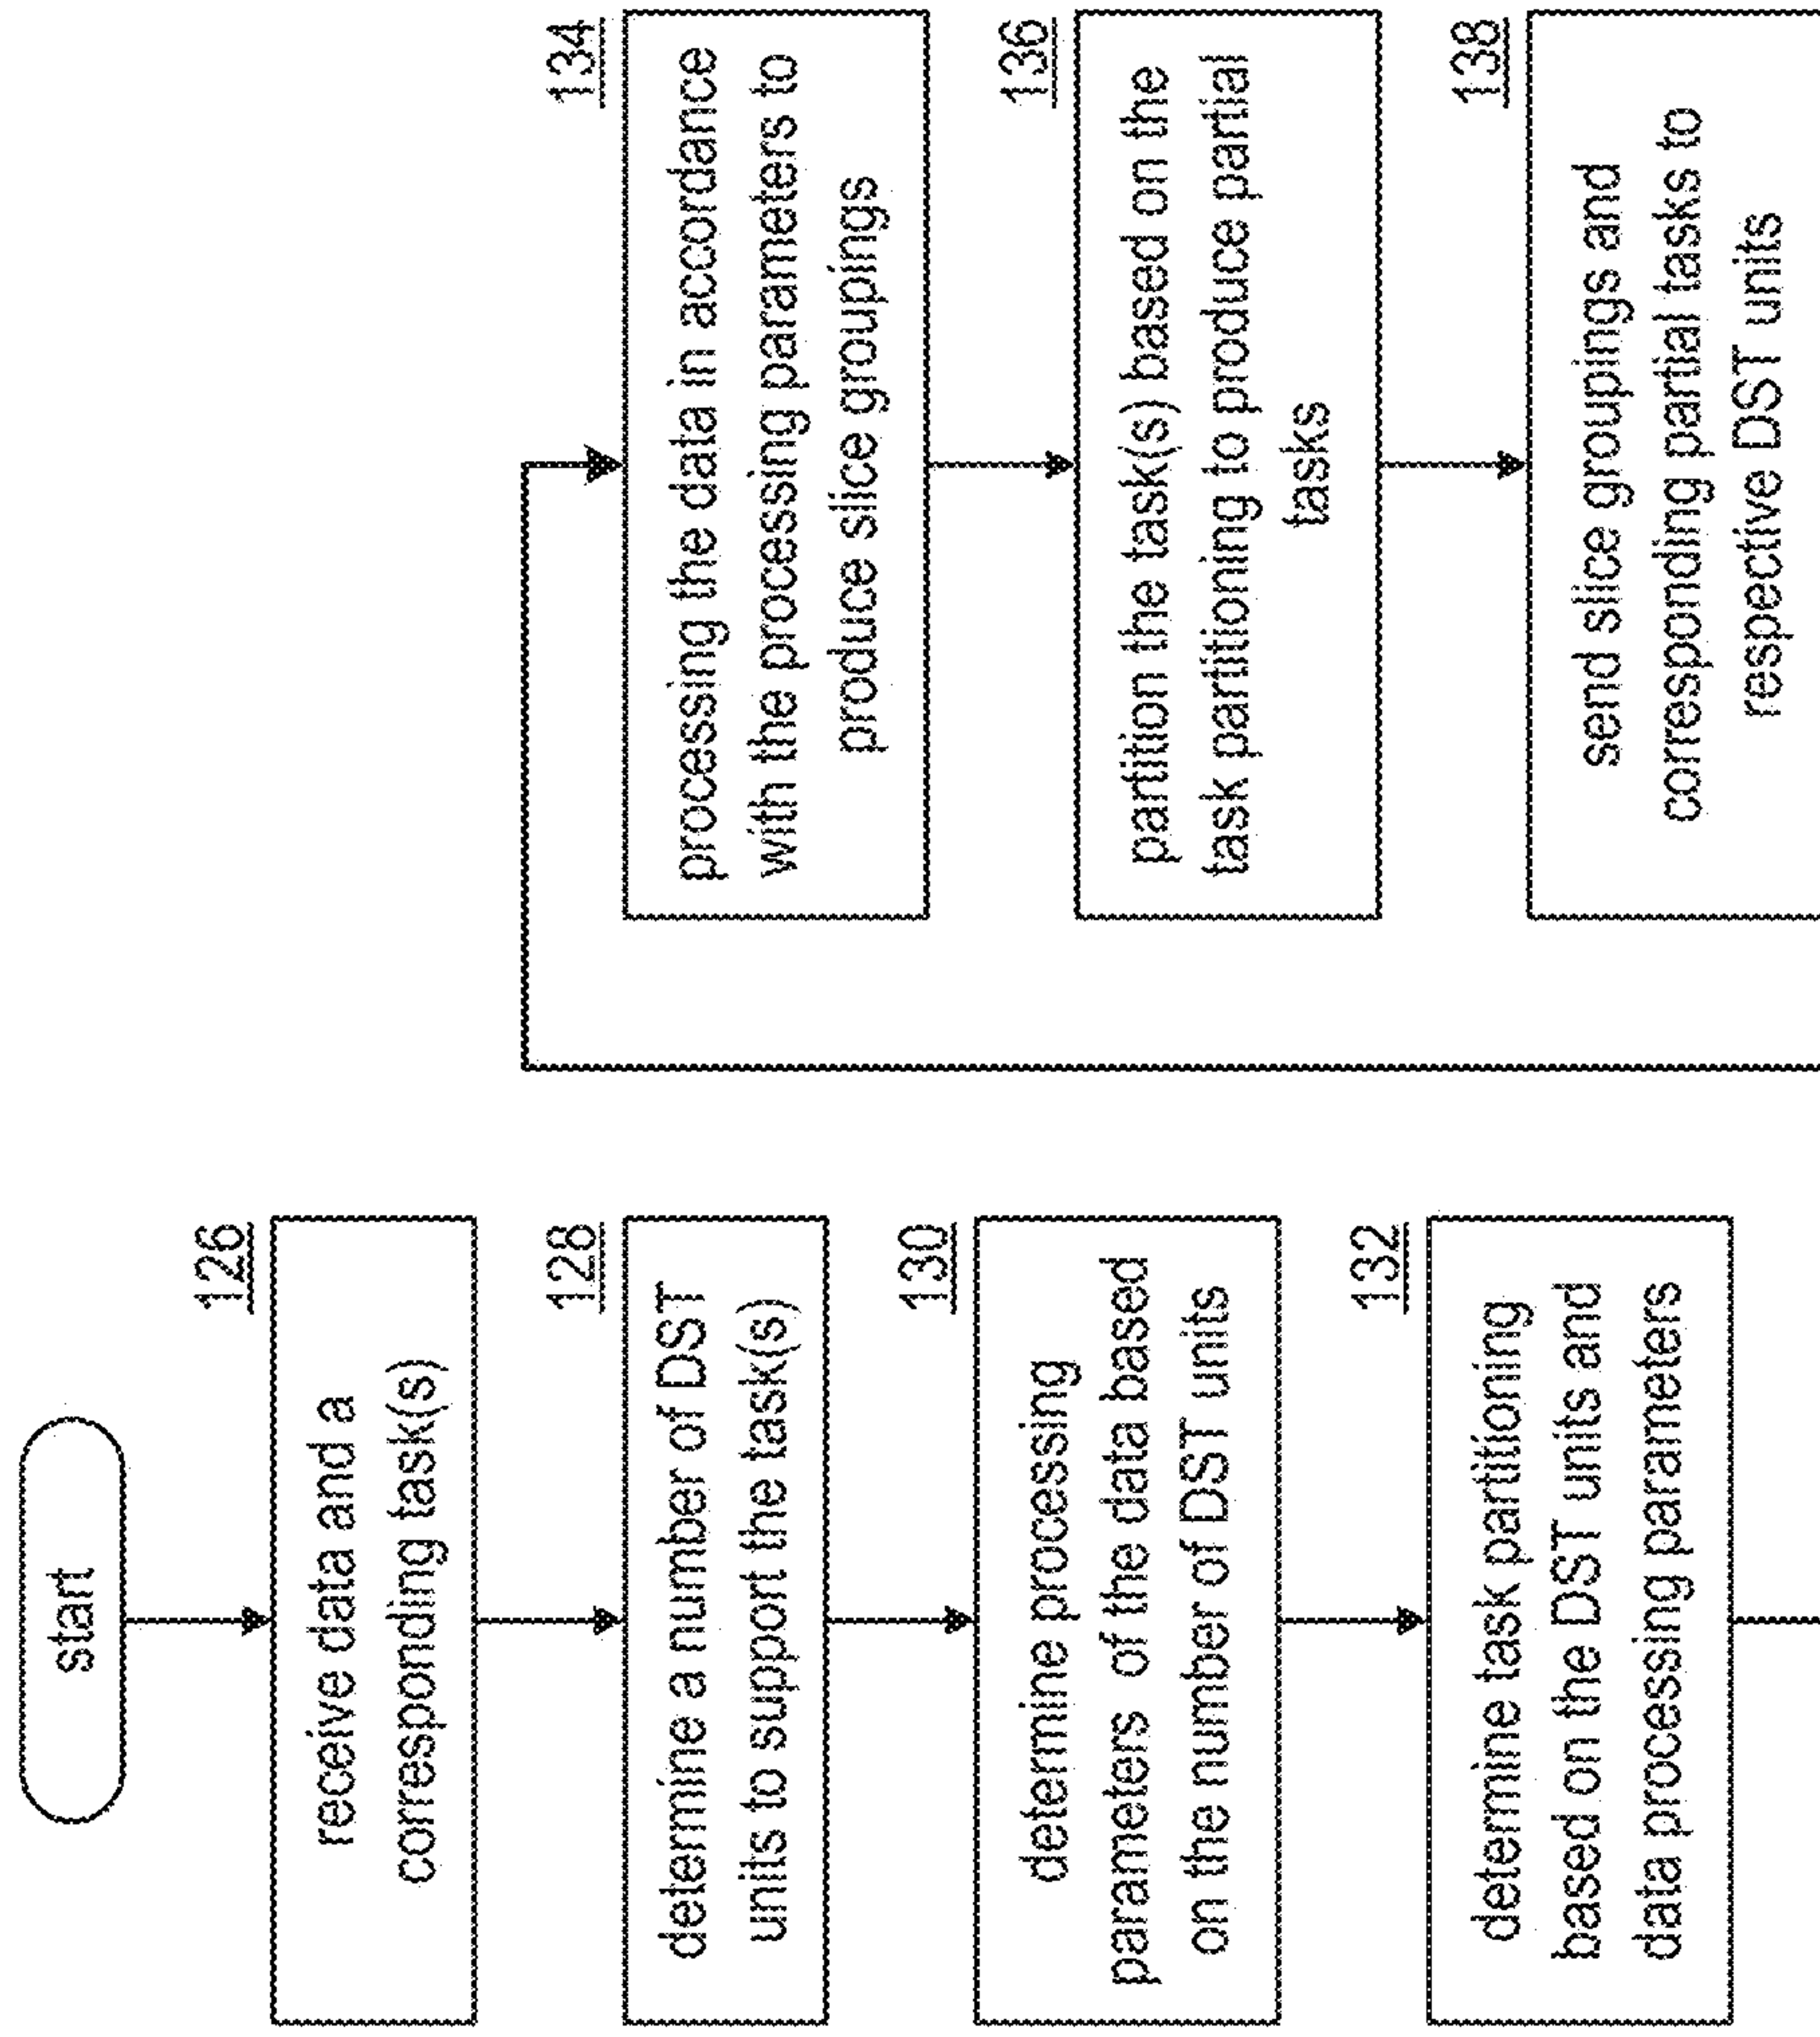 start
126
receive data and a
corresponding task(s)
128
determine a number of DST
units to support the task(s)
130
determine processing
parameters of the data based
on the number of DST units
132
determine task partitioning
based on the DST units and
data processing parameters
134
processing the data in accordance
with the processing parameters to
produce slice groupings
136
partition the task(s) based on the
task partitioning to produce partial
tasks
138
send slice groupings and
corresponding partial tasks to
respective DST units